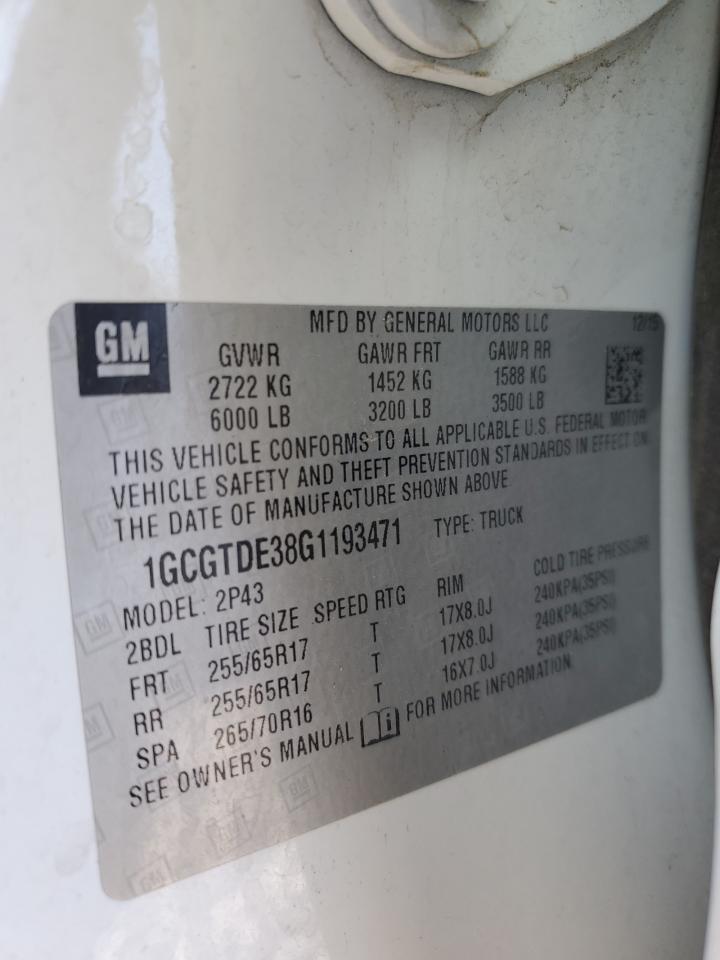 GM
MFD BY GENERAL MOTORS LLC 12/15
GVWR GAWR FRT GAWR RR
2722 KG 1452 KG 1588 KG
6000 LB 3200 LB 3500 LB
THIS VEHICLE CONFORMS TO ALL APPLICABLE U.S. FEDERAL MOTOR
VEHICLE SAFETY AND THEFT PREVENTION STANDARDS IN EFFECT ON
THE DATE OF MANUFACTURE SHOWN ABOVE
1GCGTDE38G1193471 TYPE: TRUCK
MODEL: 2P43
2BDL TIRE SIZE SPEED RTG RIM COLD TIRE PRESSURE
FRT 255/65R17 T 17X8.0J 240KPA(35PSI)
RR 255/65R17 T 17X8.0J 240KPA(35PSI)
SPA 265/70R16 T 16X7.0J 240KPA(35PSI)
SEE OWNER'S MANUAL FOR MORE INFORMATION